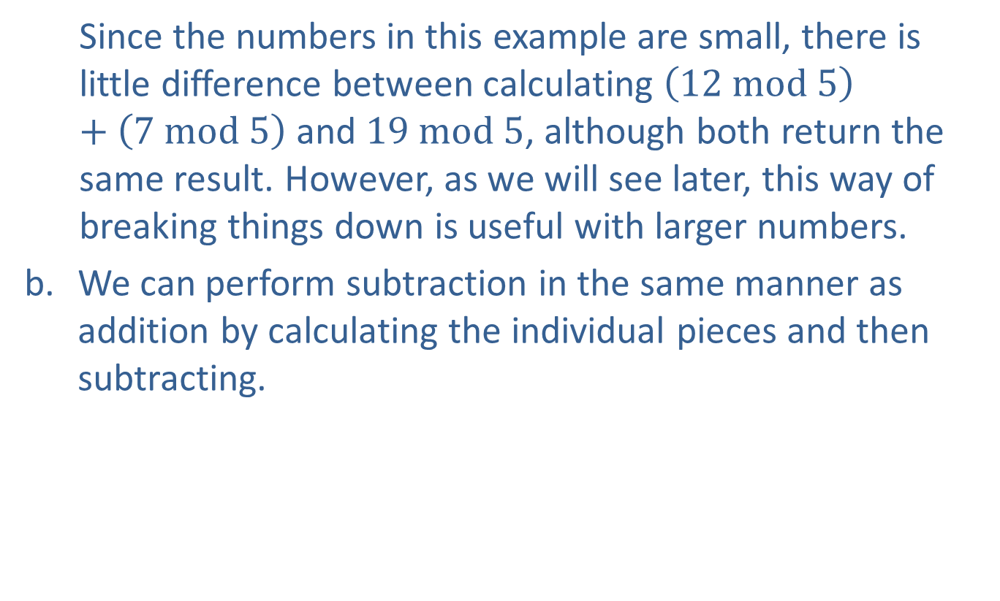 Since the numbers in this example are small, there is
little difference between calculating (12 mod 5)
+ (7 mod 5) and 19 mod 5, although both return the
same result. However, as we will see later, this way of
breaking things down is useful with larger numbers.
b. We can perform subtraction in the same manner as
addition by calculating the individual pieces and then
subtracting.